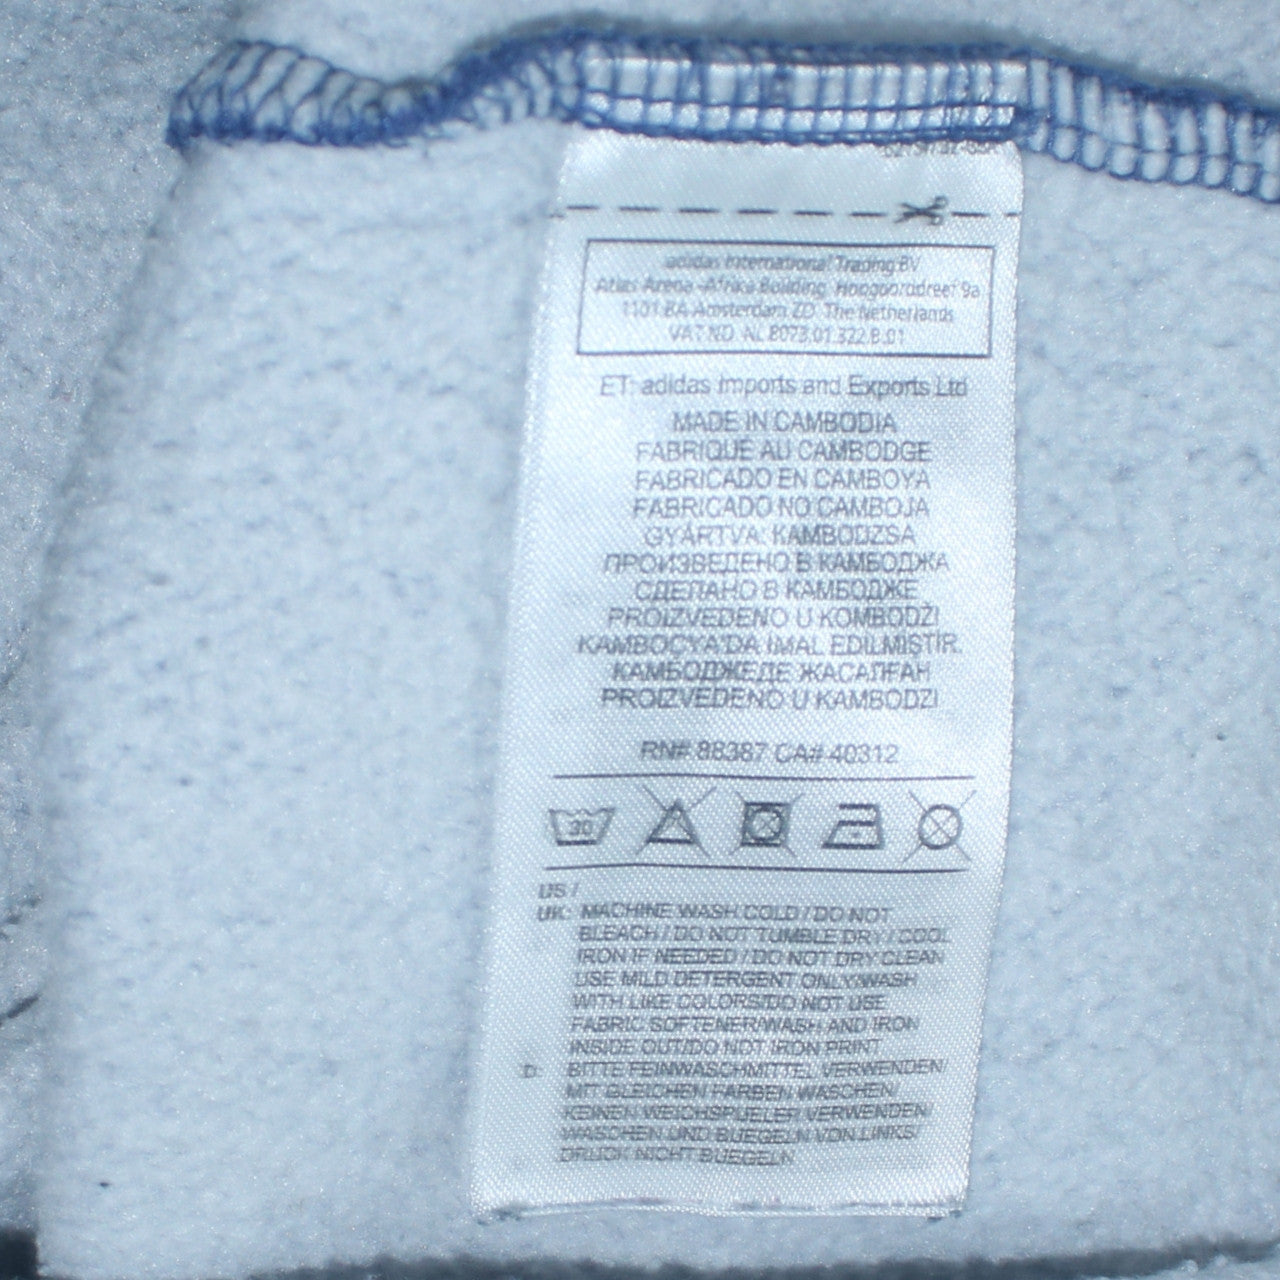 adidas International Trading BV
Atlas Arena -Afrika Building, Hoogoorddreef 9a
1101 BA Amsterdam ZO, The Netherlands
VAT NO. NL 8073.01.322.B.01
ET: adidas Imports and Exports Ltd
MADE IN CAMBODIA
FABRIQUÉ AU CAMBODGE
FABRICADO EN CAMBOYA
FABRICADO NO CAMBOJA
GYÁRTVA: KAMBODZSA
ПРОИЗВЕДЕНО В КАМБОДЖА
СДЕЛАНО В КАМБОДЖЕ
PROIZVEDENO U KOMBODZI
KAMBOÇYA'DA IMAL EDILMIŞTIR.
КАМБОДЖЕДЕ ЖАСАЛҒАН
PROIZVEDENO U KAMBODZI
RN# 88387 CA# 40312
30
US /
UK: MACHINE WASH COLD / DO NOT
BLEACH / DO NOT TUMBLE DRY / COOL
IRON IF NEEDED / DO NOT DRY CLEAN
USE MILD DETERGENT ONLY/WASH
WITH LIKE COLORS/DO NOT USE
FABRIC SOFTENER/WASH AND IRON
INSIDE OUT/DO NOT IRON PRINT
D: BITTE FEINWASCHMITTEL VERWENDEN/
MIT GLEICHEN FARBEN WASCHEN/
KEINEN WEICHSPUELER VERWENDEN/
WASCHEN UND BUEGELN VON LINKS/
DRUCK NICHT BUEGELN